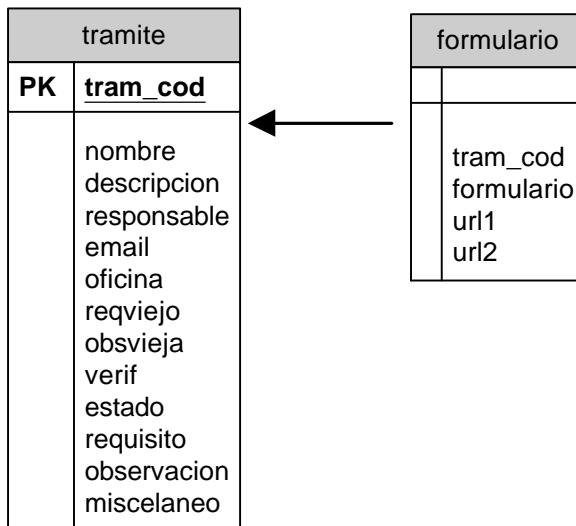 tramite
PK tram_cod
nombre
descripcion
responsable
email
oficina
reqviejo
obsvieja
verif
estado
requisito
observacion
miscelaneo
formulario
tram_cod
formulario
url1
url2